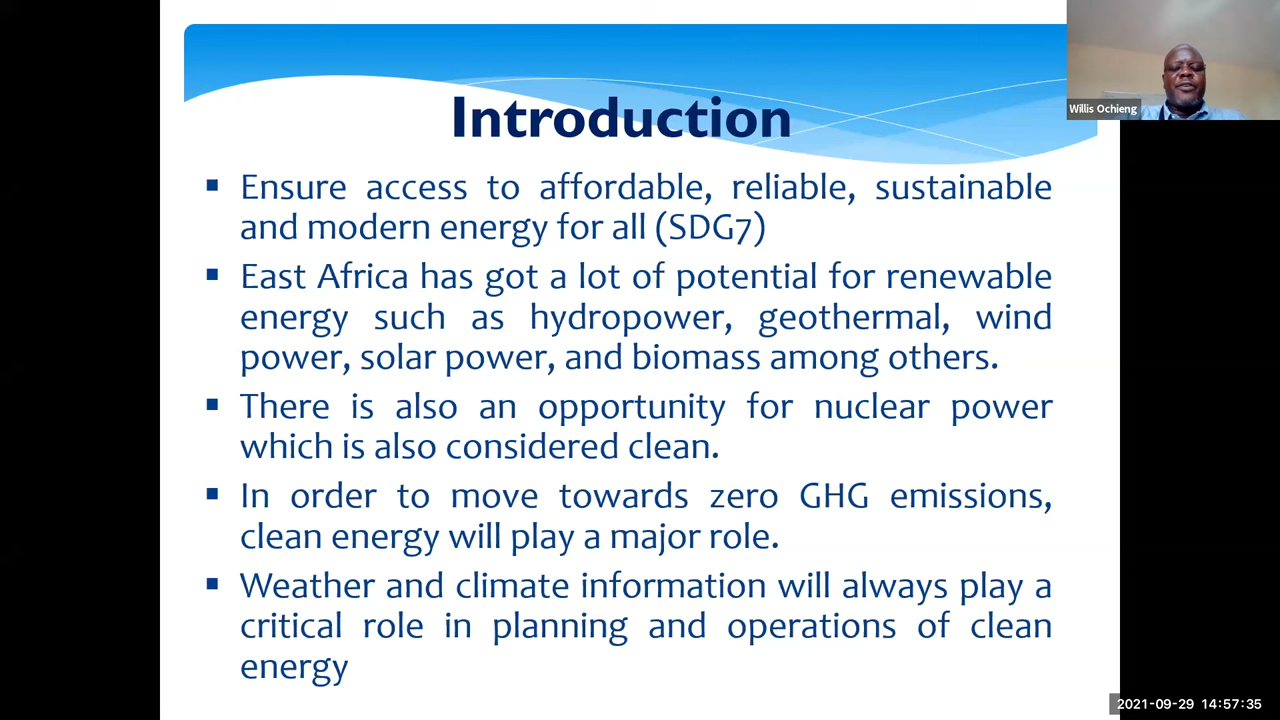 Introduction
Willis Ochieng
▪ Ensure access to affordable, reliable, sustainable
and modern energy for all (SDG7)
▪ East Africa has got a lot of potential for renewable
energy such as hydropower, geothermal, wind
power, solar power, and biomass among others.
▪ There is also an opportunity for nuclear power
which is also considered clean.
▪ In order to move towards zero GHG emissions,
clean energy will play a major role.
▪ Weather and climate information will always play a
critical role in planning and operations of clean
energy
2021-09-29 14:57:35